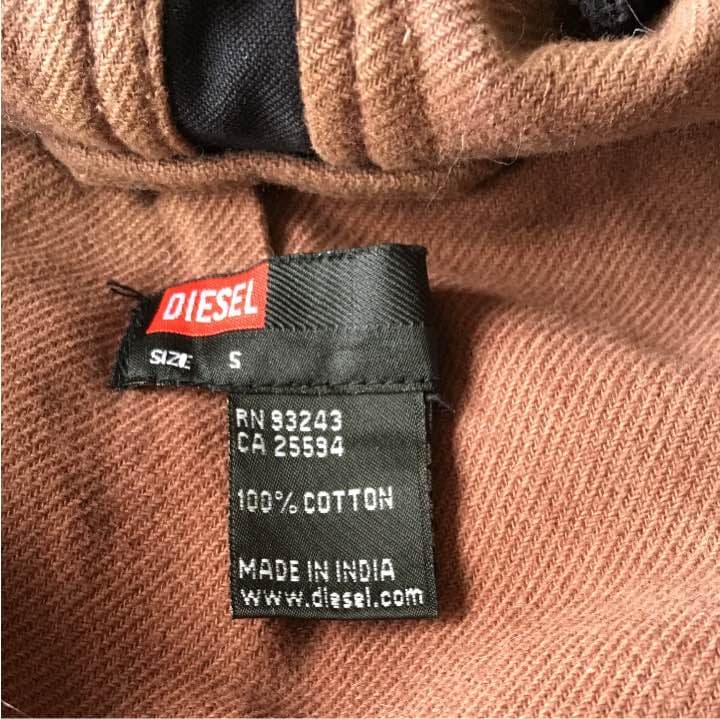 DIESEL
SIZE S
RN 93243
CA 25594
100% COTTON
MADE IN INDIA
www.diesel.com